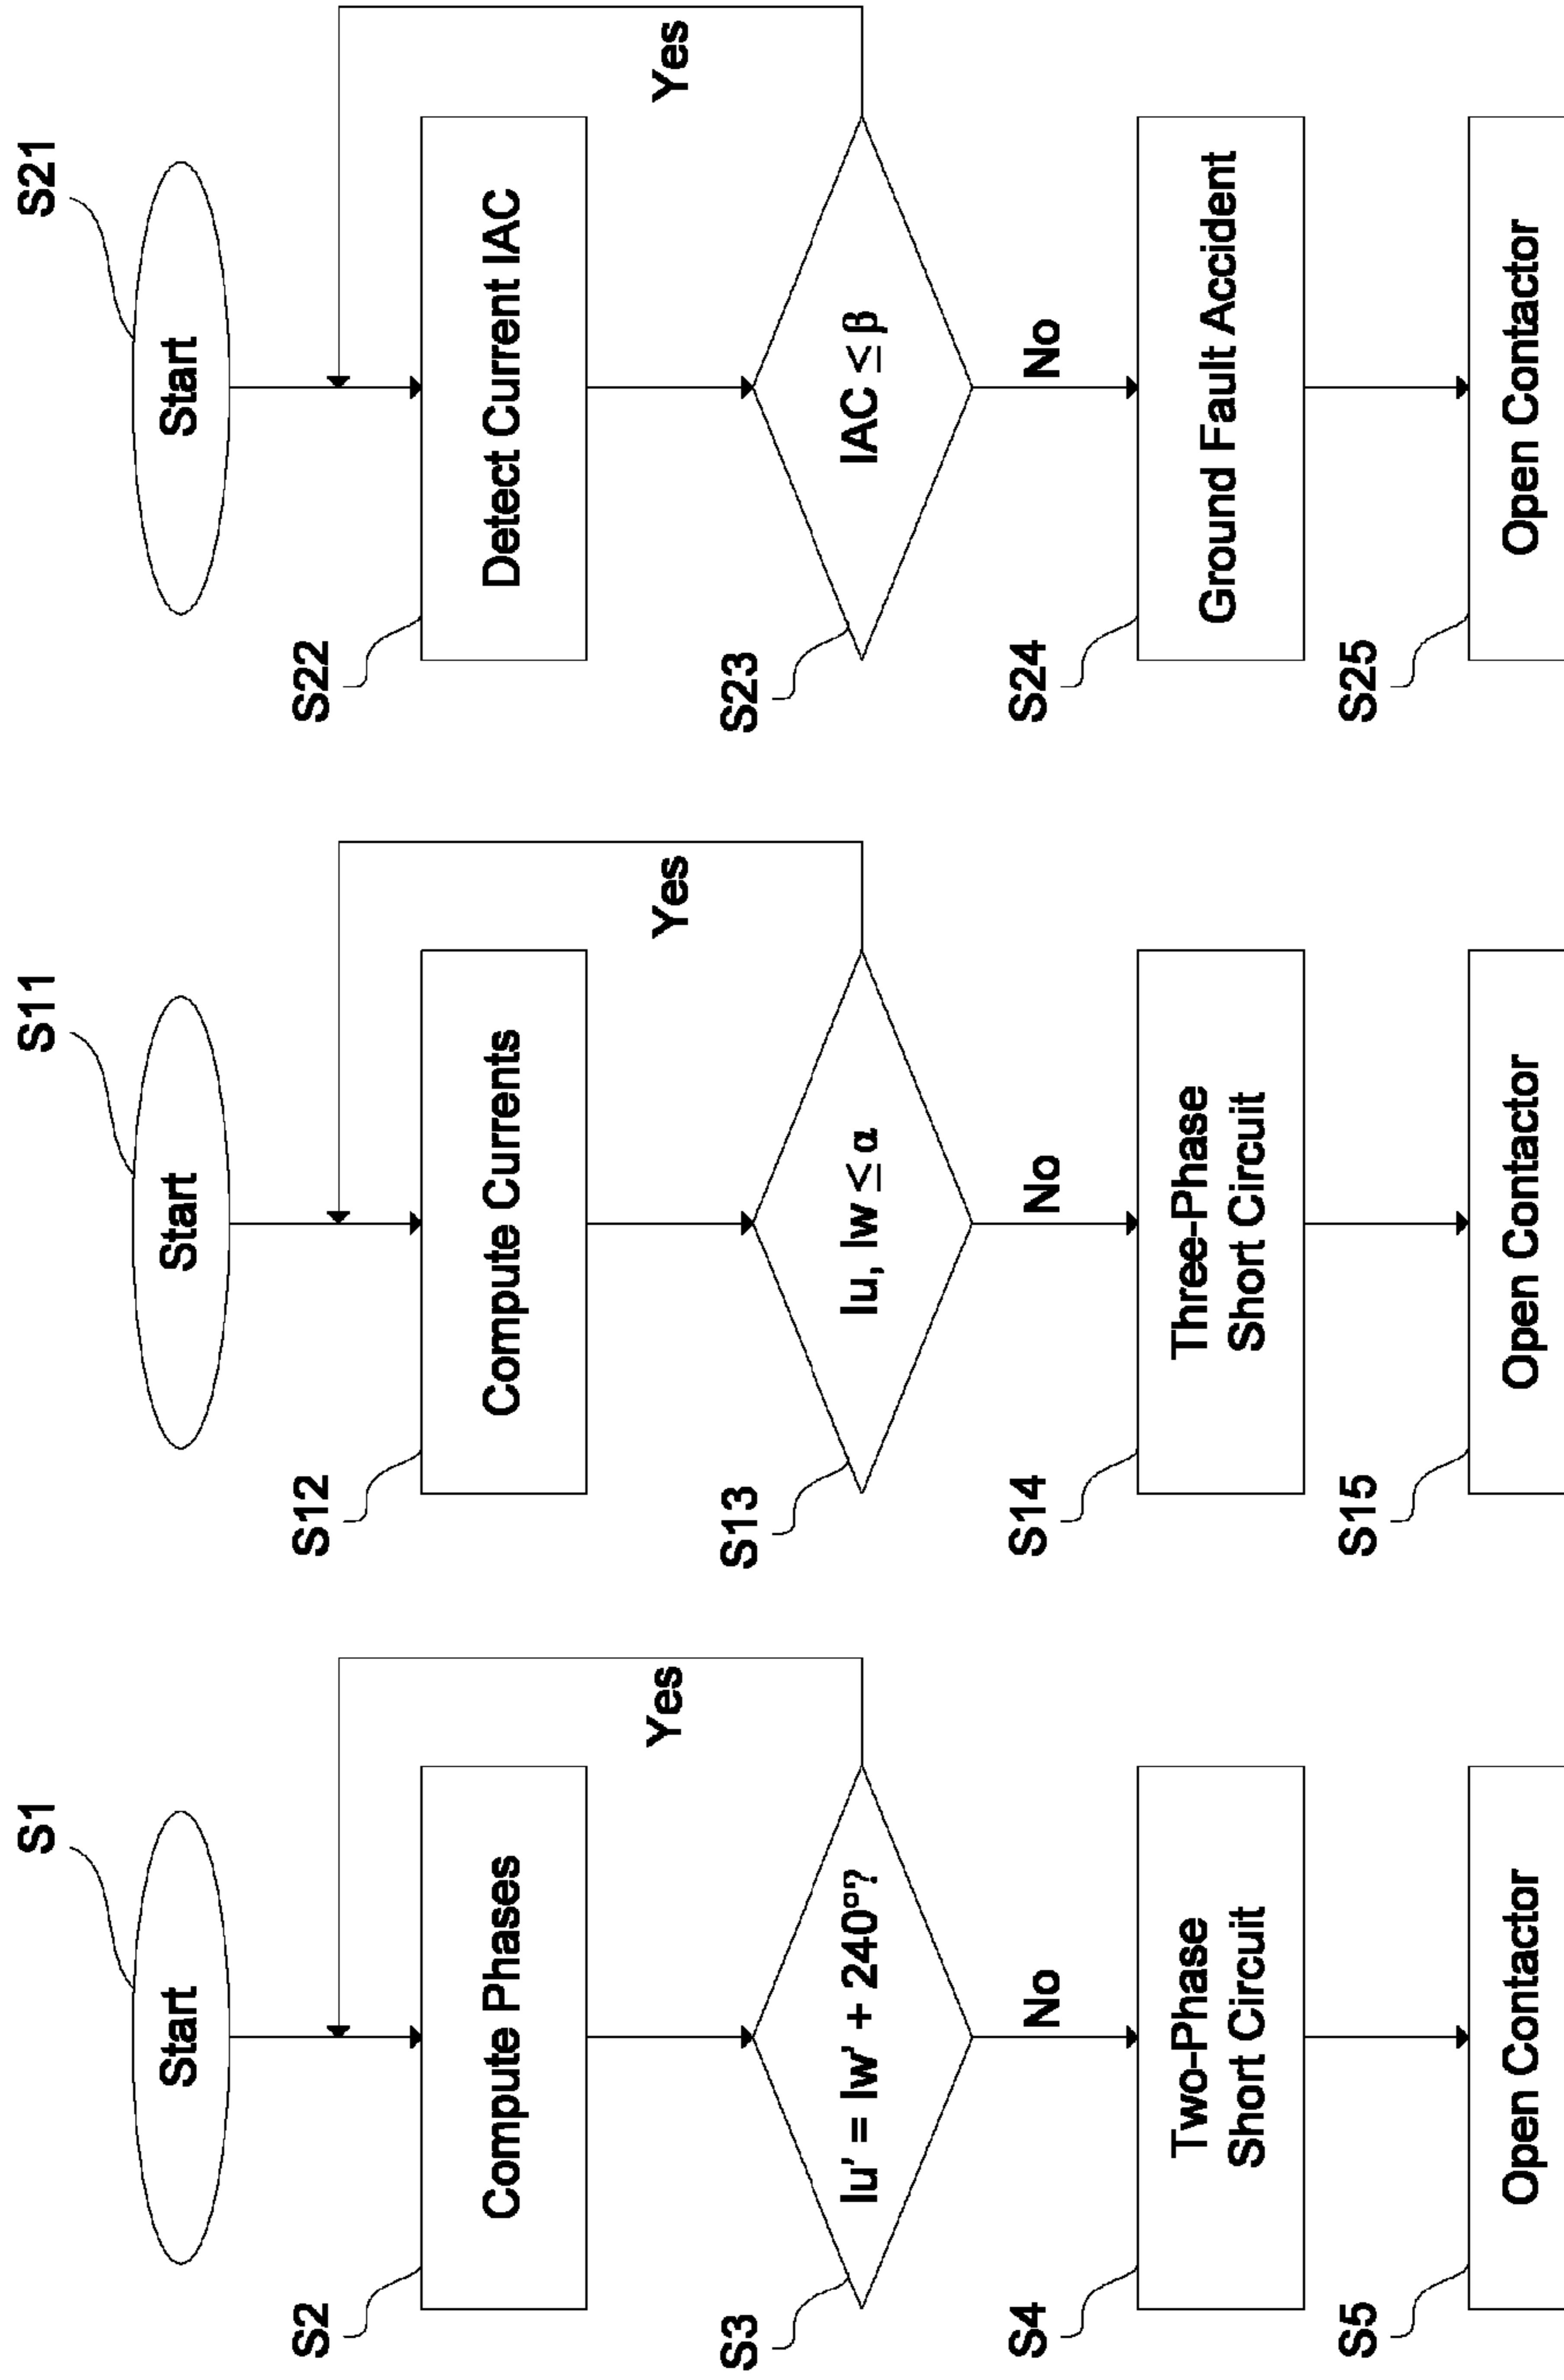 S1
Start
S2
Compute Phases
Yes
S3
Iu' = Iw' + 240°?
No
S4
Two-Phase
Short Circuit
S5
Open Contactor
S11
Start
S12
Compute Currents
Yes
S13
Iu, Iw ≤ α
No
S14
Three-Phase
Short Circuit
S15
Open Contactor
S21
Start
S22
Detect Current IAC
Yes
S23
IAC ≤ β
No
S24
Ground Fault Accident
S25
Open Contactor